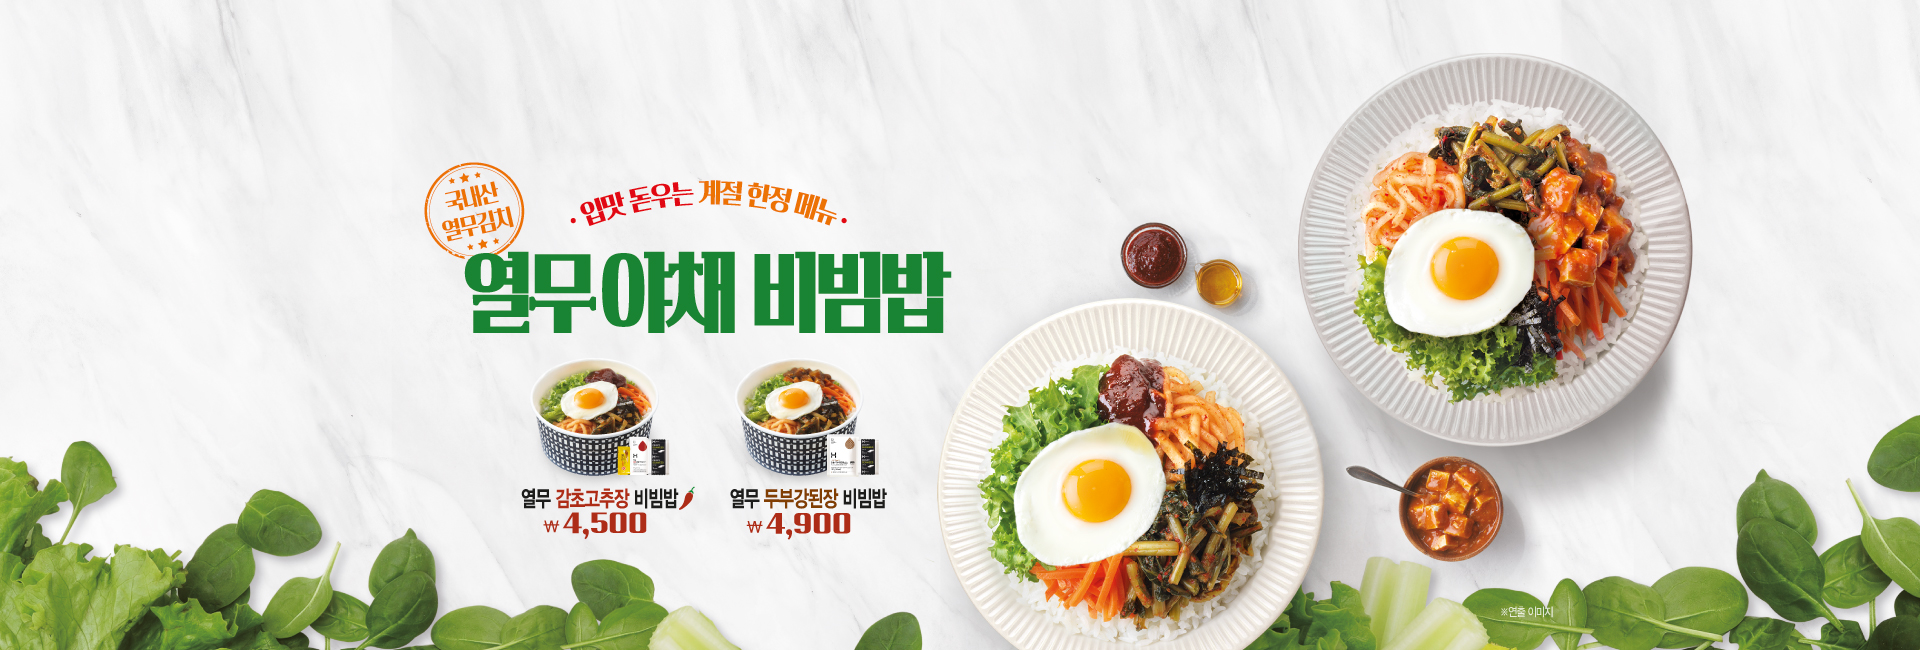 국내산
열무김치
· 입맛 돋우는 계절 한정 메뉴 ·
열무야채 비빔밥
열무 감초고추장 비빔밥
₩4,500
열무 두부강된장 비빔밥
₩4,900
※연출 이미지